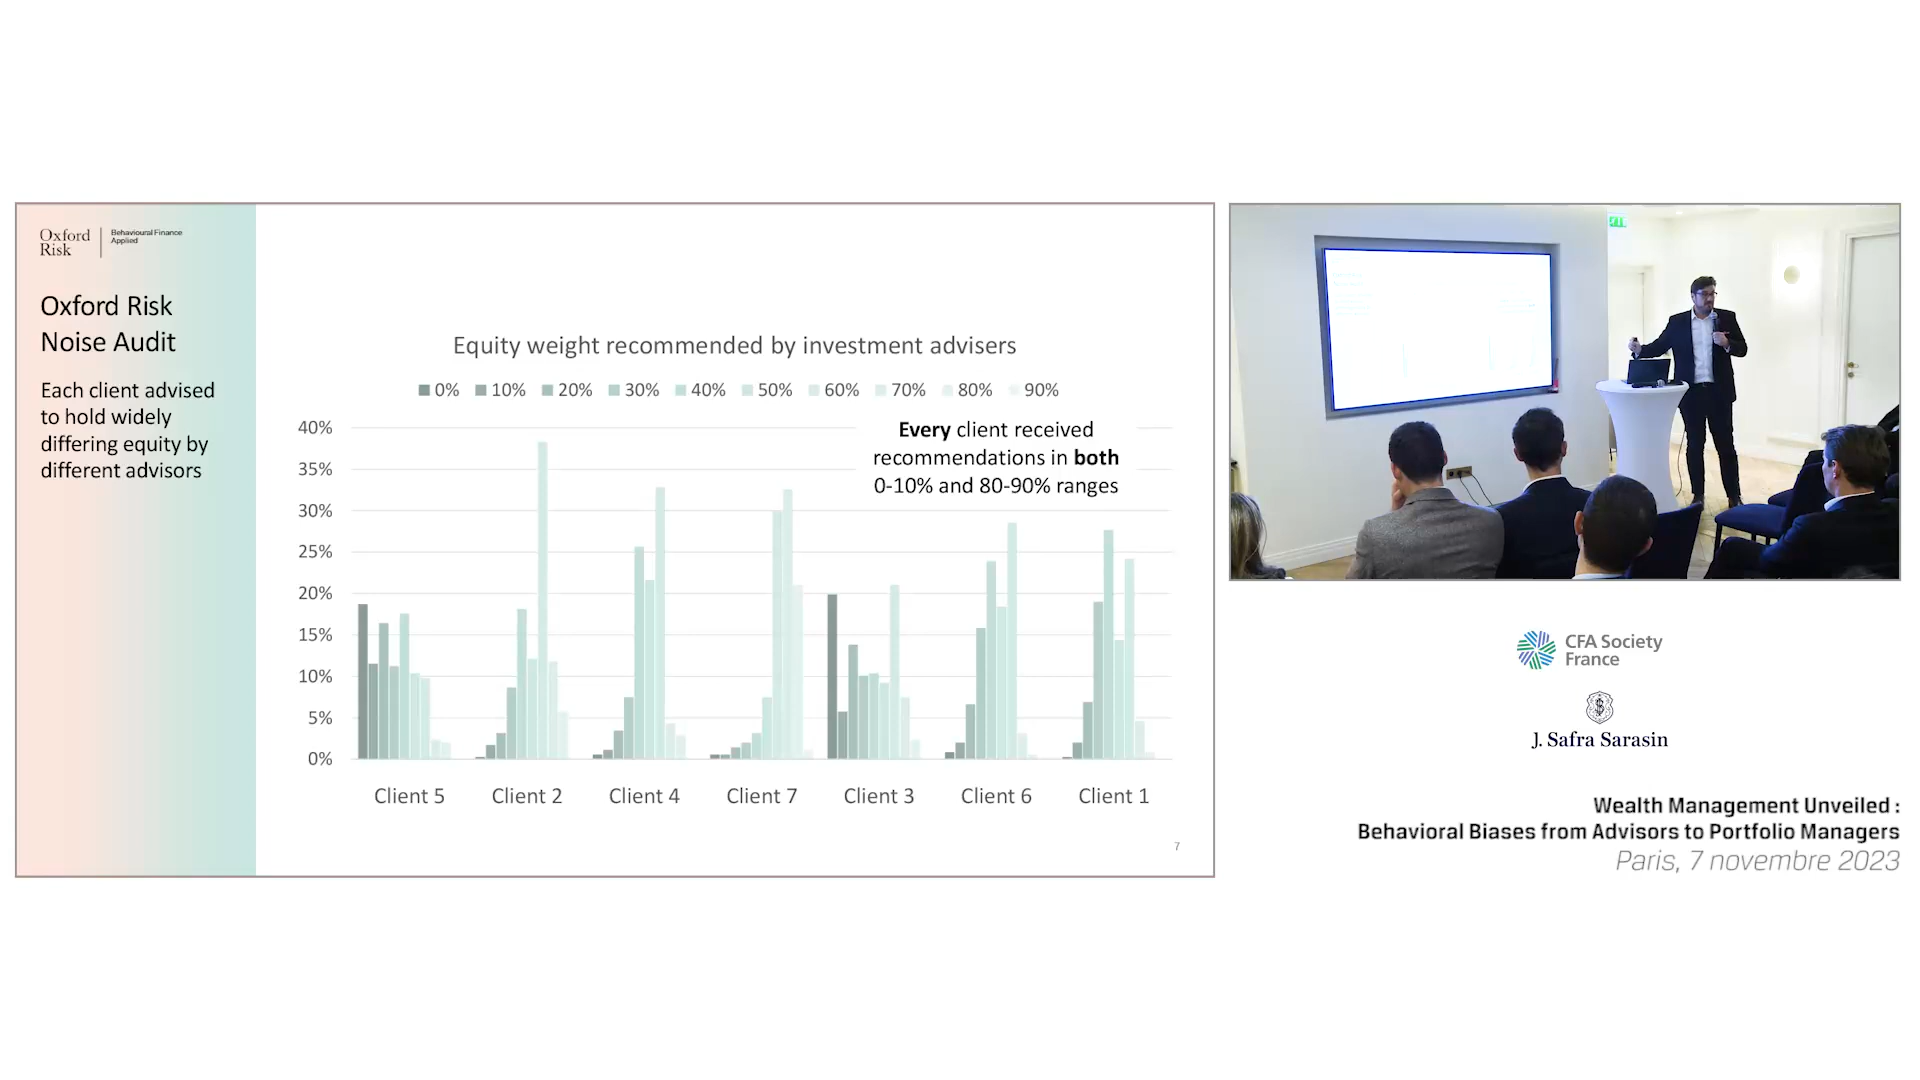 Oxford
Risk
Behavioural Finance
Applied
Oxford Risk
Noise Audit
Each client advised
to hold widely
differing equity by
different advisors
Equity weight recommended by investment advisers
0% 10% 20% 30% 40% 50% 60% 70% 80% 90%
Every client received
recommendations in both
0-10% and 80-90% ranges
40%
35%
30%
25%
20%
15%
10%
5%
0%
Client 5 Client 2 Client 4 Client 7 Client 3 Client 6 Client 1
7
CFA Society
France
J. Safra Sarasin
Wealth Management Unveiled :
Behavioral Biases from Advisors to Portfolio Managers
Paris, 7 novembre 2023